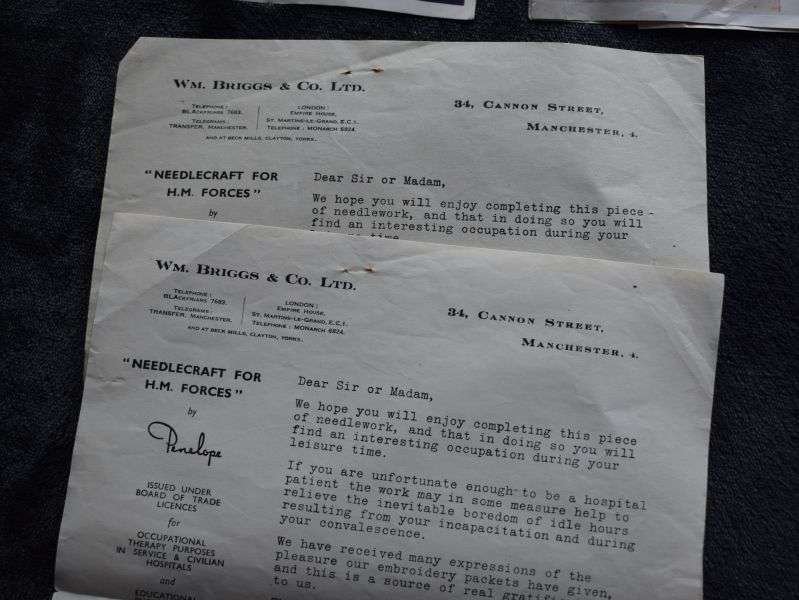 WM. BRIGGS & CO. LTD.
TELEPHONE:
BLACKFRIARS 7683.
TELEGRAMS:
TRANSFER, MANCHESTER.
LONDON:
EMPIRE HOUSE,
ST. MARTINS-LE-GRAND, E.C.1.
TELEPHONE: MONARCH 6824.
AND AT BECK MILLS, CLAYTON, YORKS.
34, CANNON STREET,
MANCHESTER, 4.
"NEEDLECRAFT FOR
H.M. FORCES"
by
Dear Sir or Madam,
We hope you will enjoy completing this piece
of needlework, and that in doing so you will
find an interesting occupation during your
WM. BRIGGS & CO. LTD.
TELEPHONE:
BLACKFRIARS 7683.
TELEGRAMS:
TRANSFER, MANCHESTER.
LONDON:
EMPIRE HOUSE,
ST. MARTINS-LE-GRAND, E.C.1.
TELEPHONE: MONARCH 6824.
AND AT BECK MILLS, CLAYTON, YORKS.
34, CANNON STREET,
MANCHESTER, 4.
"NEEDLECRAFT FOR
H.M. FORCES"
by
Penelope
ISSUED UNDER
BOARD OF TRADE
LICENCES
for
OCCUPATIONAL
THERAPY PURPOSES
IN SERVICE & CIVILIAN
HOSPITALS
and
EDUCATIONAL
Dear Sir or Madam,
We hope you will enjoy completing this piece
of needlework, and that in doing so you will
find an interesting occupation during your
leisure time.
If you are unfortunate enough to be a hospital
patient the work may in some measure help to
relieve the inevitable boredom of idle hours
resulting from your incapacitation and during
your convalescence.
We have received many expressions of the
pleasure our embroidery packets have given,
and this is a source of real
to us.